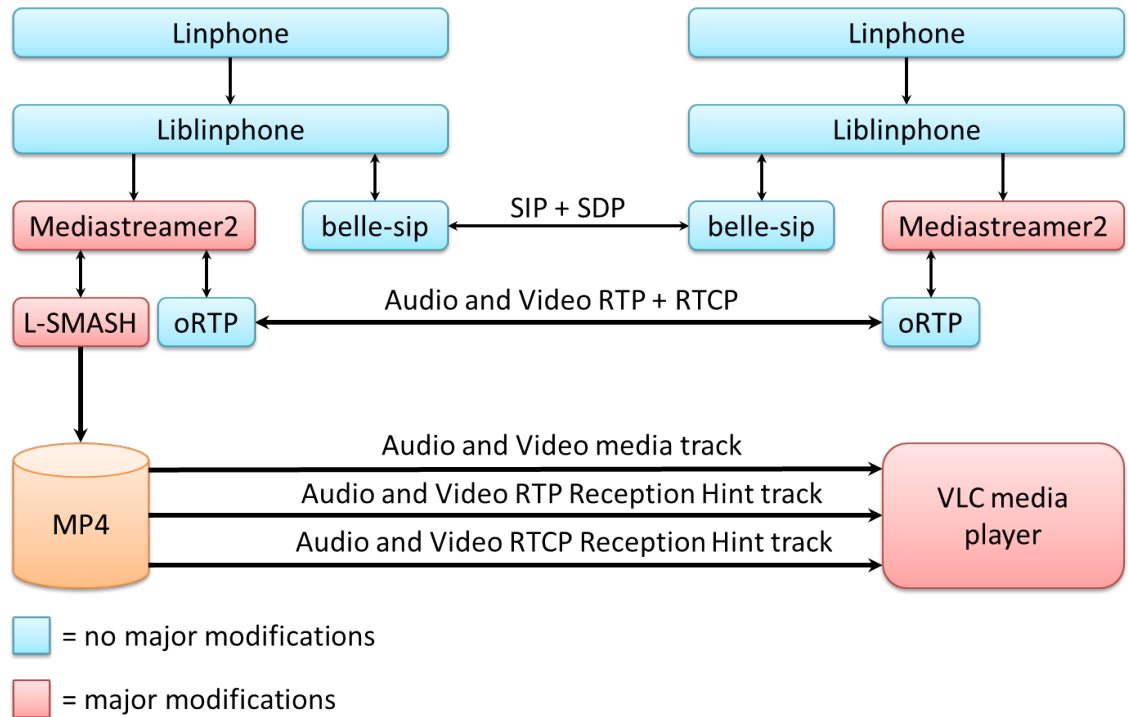 Linphone
Linphone
Liblinphone
Liblinphone
Mediastreamer2
belle-sip
SIP + SDP
belle-sip
Mediastreamer2
L-SMASH
oRTP
Audio and Video RTP + RTCP
oRTP
Audio and Video media track
Audio and Video RTP Reception Hint track
Audio and Video RTCP Reception Hint track
MP4
VLC media
player
= no major modifications
= major modifications